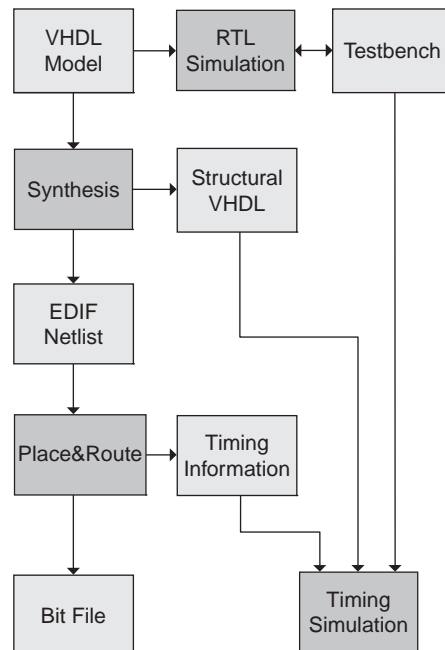 VHDL
Model
RTL
Simulation
Testbench
Synthesis
Structural
VHDL
EDIF
Netlist
Place&Route
Timing
Information
Bit File
Timing
Simulation